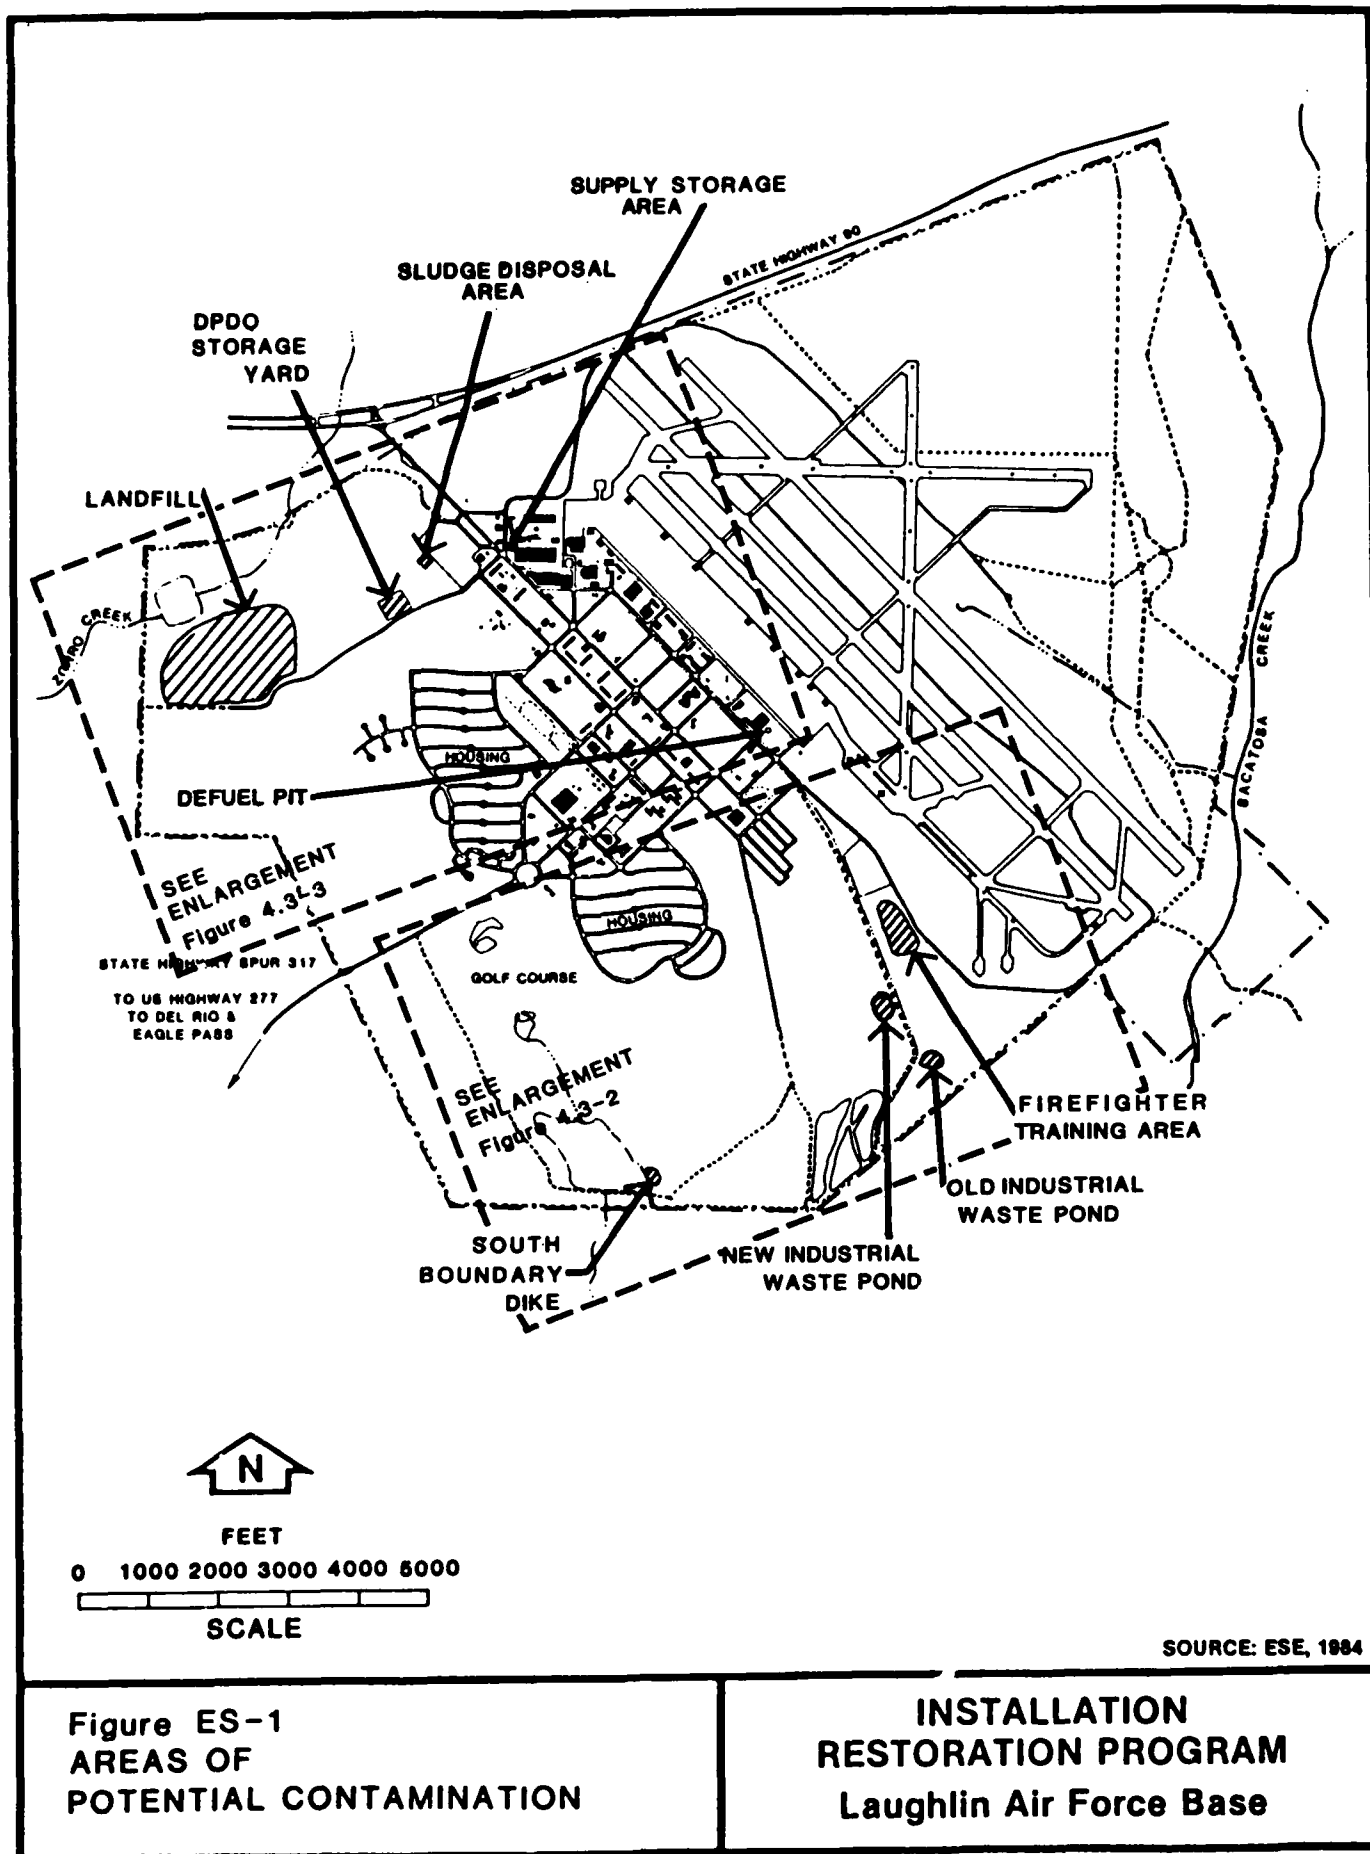 SUPPLY STORAGE
AREA
STATE HIGHWAY 90
SLUDGE DISPOSAL
AREA
DPDO
STORAGE
YARD
LANDFILL
CREEK
BACATOSA CREEK
HOUSING
DEFUEL PIT
SEE
ENLARGEMENT
Figure 4.3-3
HOUSING
STATE HIGHWAY SPUR 317
GOLF COURSE
TO US HIGHWAY 277
TO DEL RIO &
EAGLE PASS
SEE
ENLARGEMENT
Figure 4.3-2
FIREFIGHTER
TRAINING AREA
OLD INDUSTRIAL
WASTE POND
SOUTH
BOUNDARY
DIKE
NEW INDUSTRIAL
WASTE POND
N
FEET
0 1000 2000 3000 4000 5000
SCALE
SOURCE: ESE, 1984
Figure ES-1
AREAS OF
POTENTIAL CONTAMINATION
INSTALLATION
RESTORATION PROGRAM
Laughlin Air Force Base